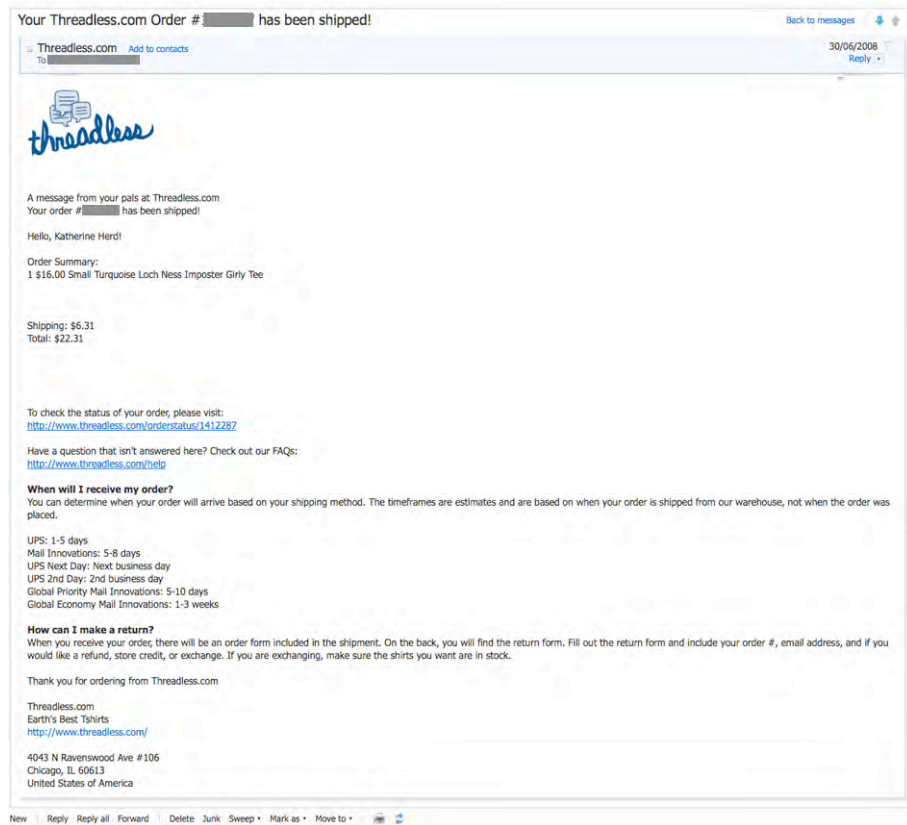 Your Threadless.com Order # has been shipped!
Back to messages
Threadless.com Add to contacts
30/06/2008
To
Reply
threadless
A message from your pals at Threadless.com
Your order # has been shipped!
Hello, Katherine Herd!
Order Summary:
1 $16.00 Small Turquoise Loch Ness Imposter Girly Tee
Shipping: $6.31
Total: $22.31
To check the status of your order, please visit:
http://www.threadless.com/orderstatus/1412287
Have a question that isn't answered here? Check out our FAQs:
http://www.threadless.com/help
When will I receive my order?
You can determine when your order will arrive based on your shipping method. The timeframes are estimates and are based on when your order is shipped from our warehouse, not when the order was
placed.
UPS: 1-5 days
Mail Innovations: 5-8 days
UPS Next Day: Next business day
UPS 2nd Day: 2nd business day
Global Priority Mail Innovations: 5-10 days
Global Economy Mail Innovations: 1-3 weeks
How can I make a return?
When you receive your order, there will be an order form included in the shipment. On the back, you will find the return form. Fill out the return form and include your order #, email address, and if you
would like a refund, store credit, or exchange. If you are exchanging, make sure the shirts you want are in stock.
Thank you for ordering from Threadless.com
Threadless.com
Earth's Best Tshirts
http://www.threadless.com/
4043 N Ravenswood Ave #106
Chicago, IL 60613
United States of America
New Reply Reply all Forward Delete Junk Sweep Mark as Move to